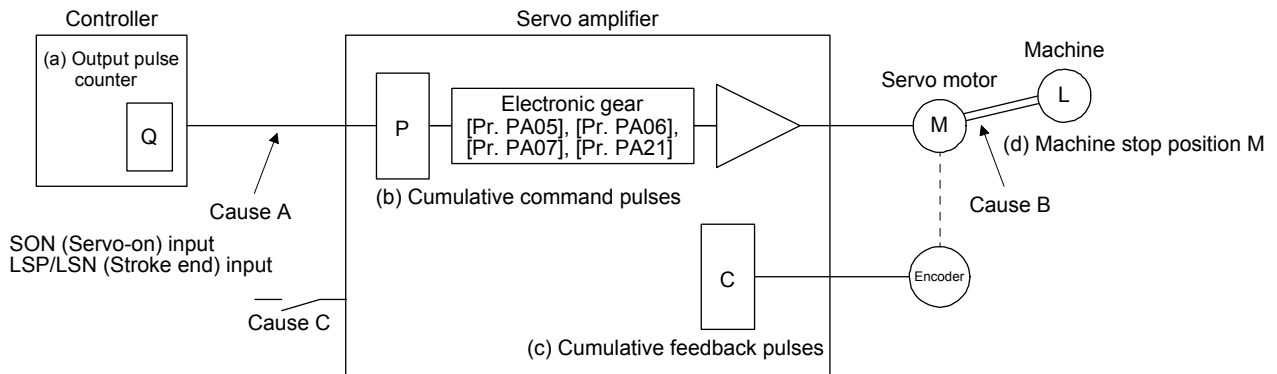 Controller
Servo amplifier
(a) Output pulse
counter
Q
Cause A
SON (Servo-on) input
LSP/LSN (Stroke end) input
Cause C
P
Electronic gear
[Pr. PA05], [Pr. PA06],
[Pr. PA07], [Pr. PA21]
(b) Cumulative command pulses
C
(c) Cumulative feedback pulses
Servo motor
M
Machine
L
(d) Machine stop position M
Cause B
Encoder